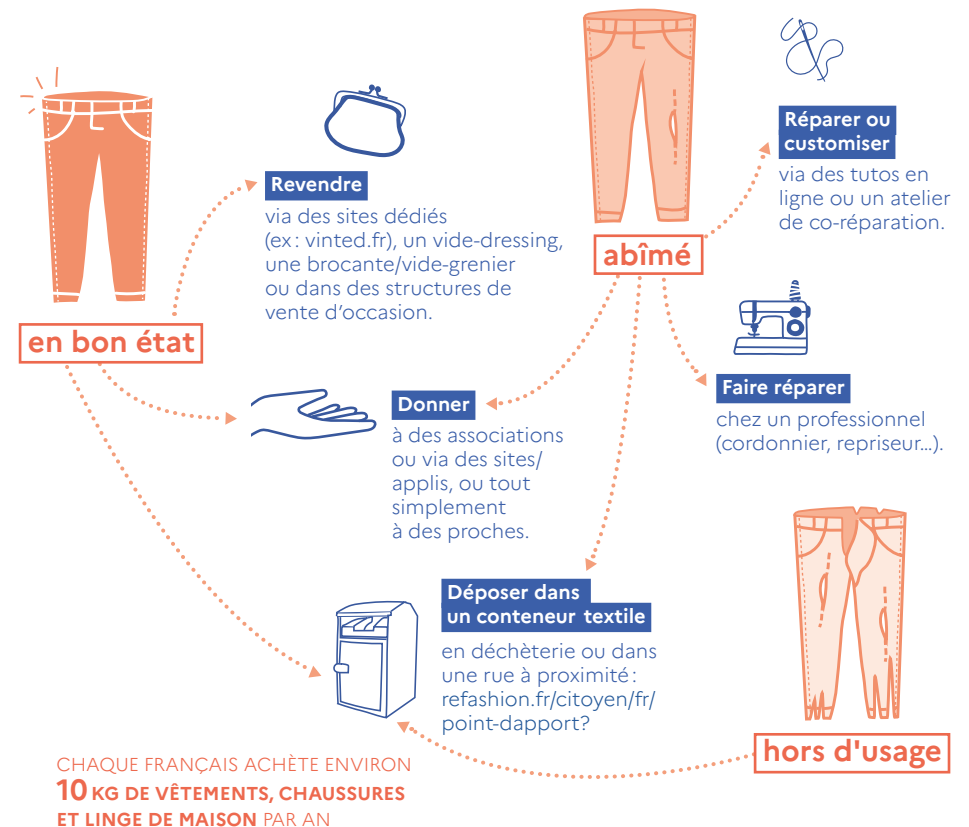 en bon état
Revendre
via des sites dédiés
(ex : vinted.fr), un vide-dressing,
une brocante/vide-grenier
ou dans des structures de
vente d'occasion.
abîmé
Réparer ou
customiser
via des tutos en
ligne ou un atelier
de co-réparation.
Faire réparer
chez un professionnel
(cordonnier, repriseur…).
Donner
à des associations
ou via des sites/
applis, ou tout
simplement
à des proches.
Déposer dans
un conteneur textile
en déchèterie ou dans
une rue à proximité :
refashion.fr/citoyen/fr/
point-dapport?
hors d'usage
CHAQUE FRANÇAIS ACHÈTE ENVIRON
10 KG DE VÊTEMENTS, CHAUSSURES
ET LINGE DE MAISON PAR AN